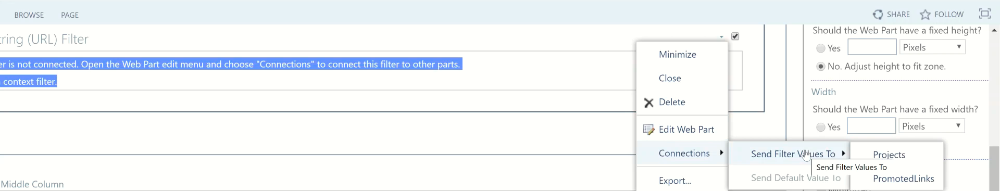 BROWSE PAGE SHARE FOLLOW
tring (URL) Filter
er is not connected. Open the Web Part edit menu and choose "Connections" to connect this filter to other parts.
context filter.
Middle Column
Minimize
Close
Delete
Edit Web Part
Connections
Export...
Send Filter Values To
Send Filter Values To
Send Default Value To
Projects
PromotedLinks
Should the Web Part have a fixed height?
Yes Pixels
No. Adjust height to fit zone.
Width
Should the Web Part have a fixed width?
Yes Pixels